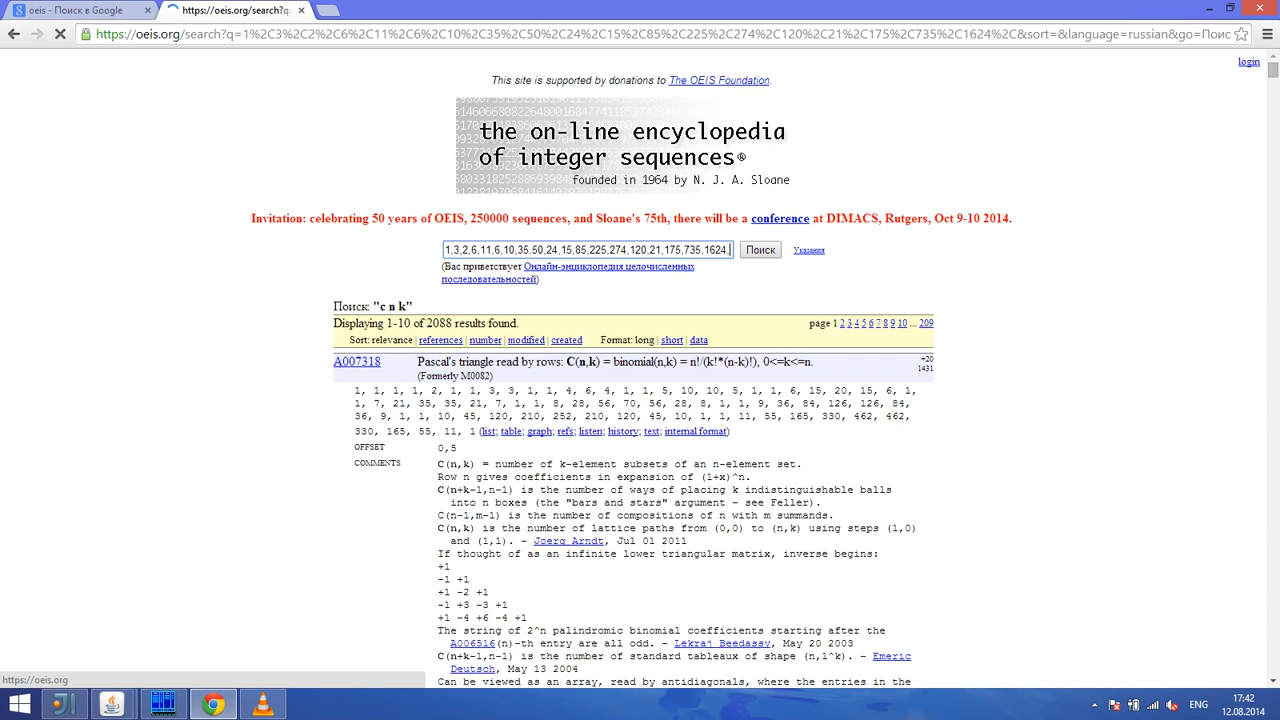 oeis - Поиск в Google
https://oeis.org/search?q:
https://oeis.org/search?q=1%2C3%2C2%2C6%2C11%2C6%2C10%2C35%2C50%2C24%2C15%2C85%2C225%2C274%2C120%2C21%2C175%2C735%2C1624%2C&sort=&language=russian&go=Поис
login
This site is supported by donations to The OEIS Foundation.
the on-line encyclopedia
of integer sequences®
founded in 1964 by N. J. A. Sloane
Invitation: celebrating 50 years of OEIS, 250000 sequences, and Sloane's 75th, there will be a conference at DIMACS, Rutgers, Oct 9-10 2014.
1,3,2,6,11,6,10,35,50,24,15,85,225,274,120,21,175,735,1624, Поиск Указания
(Вас приветствует Онлайн-энциклопедия целочисленных
последовательностей)
Поиск: "c n k"
Displaying 1-10 of 2088 results found. page 1 2 3 4 5 6 7 8 9 10 ... 209
Sort: relevance | references | number | modified | created Format: long | short | data
A007318 Pascal's triangle read by rows: C(n,k) = binomial(n,k) = n!/(k!*(n-k)!), 0<=k<=n. +20
(Formerly M0082) 1431
1, 1, 1, 1, 2, 1, 1, 3, 3, 1, 1, 4, 6, 4, 1, 1, 5, 10, 10, 5, 1, 1, 6, 15, 20, 15, 6, 1,
1, 7, 21, 35, 35, 21, 7, 1, 1, 8, 28, 56, 70, 56, 28, 8, 1, 1, 9, 36, 84, 126, 126, 84,
36, 9, 1, 1, 10, 45, 120, 210, 252, 210, 120, 45, 10, 1, 1, 11, 55, 165, 330, 462, 462,
330, 165, 55, 11, 1 (list; table; graph; refs; listen; history; text; internal format)
OFFSET 0,5
COMMENTS C(n,k) = number of k-element subsets of an n-element set.
Row n gives coefficients in expansion of (1+x)^n.
C(n+k-1,n-1) is the number of ways of placing k indistinguishable balls
into n boxes (the "bars and stars" argument - see Feller).
C(n-1,m-1) is the number of compositions of n with m summands.
C(n,k) is the number of lattice paths from (0,0) to (n,k) using steps (1,0)
and (1,1). - Joerg Arndt, Jul 01 2011
If thought of as an infinite lower triangular matrix, inverse begins:
+1
-1 +1
+1 -2 +1
-1 +3 -3 +1
+1 -4 +6 -4 +1
The string of 2^n palindromic binomial coefficients starting after the
A006516(n)-th entry are all odd. - Lekraj Beedassy, May 20 2003
C(n+k-1,n-1) is the number of standard tableaux of shape (n,1^k). - Emeric
Deutsch, May 13 2004
Can be viewed as an array, read by antidiagonals, where the entries in the
https://oeis.org
ENG
17:42
12.08.2014